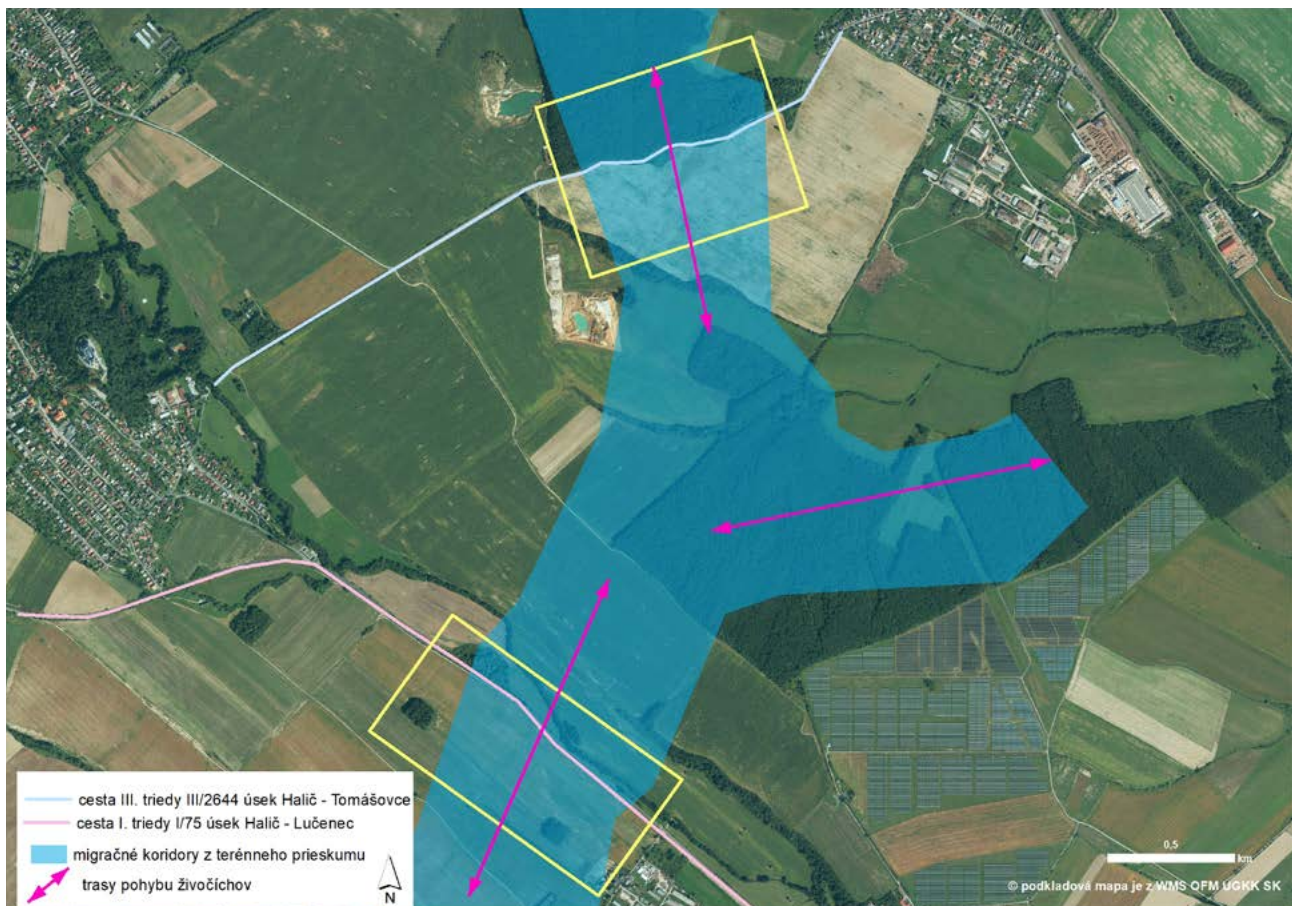 cesta III. triedy III/2644 úsek Halič - Tomášovce
cesta I. triedy I/75 úsek Halič - Lučenec
migračné koridory z terénneho prieskumu
trasy pohybu živočíchov
N
0,5
km
© podkladová mapa je z WMS OFM UGKK SK